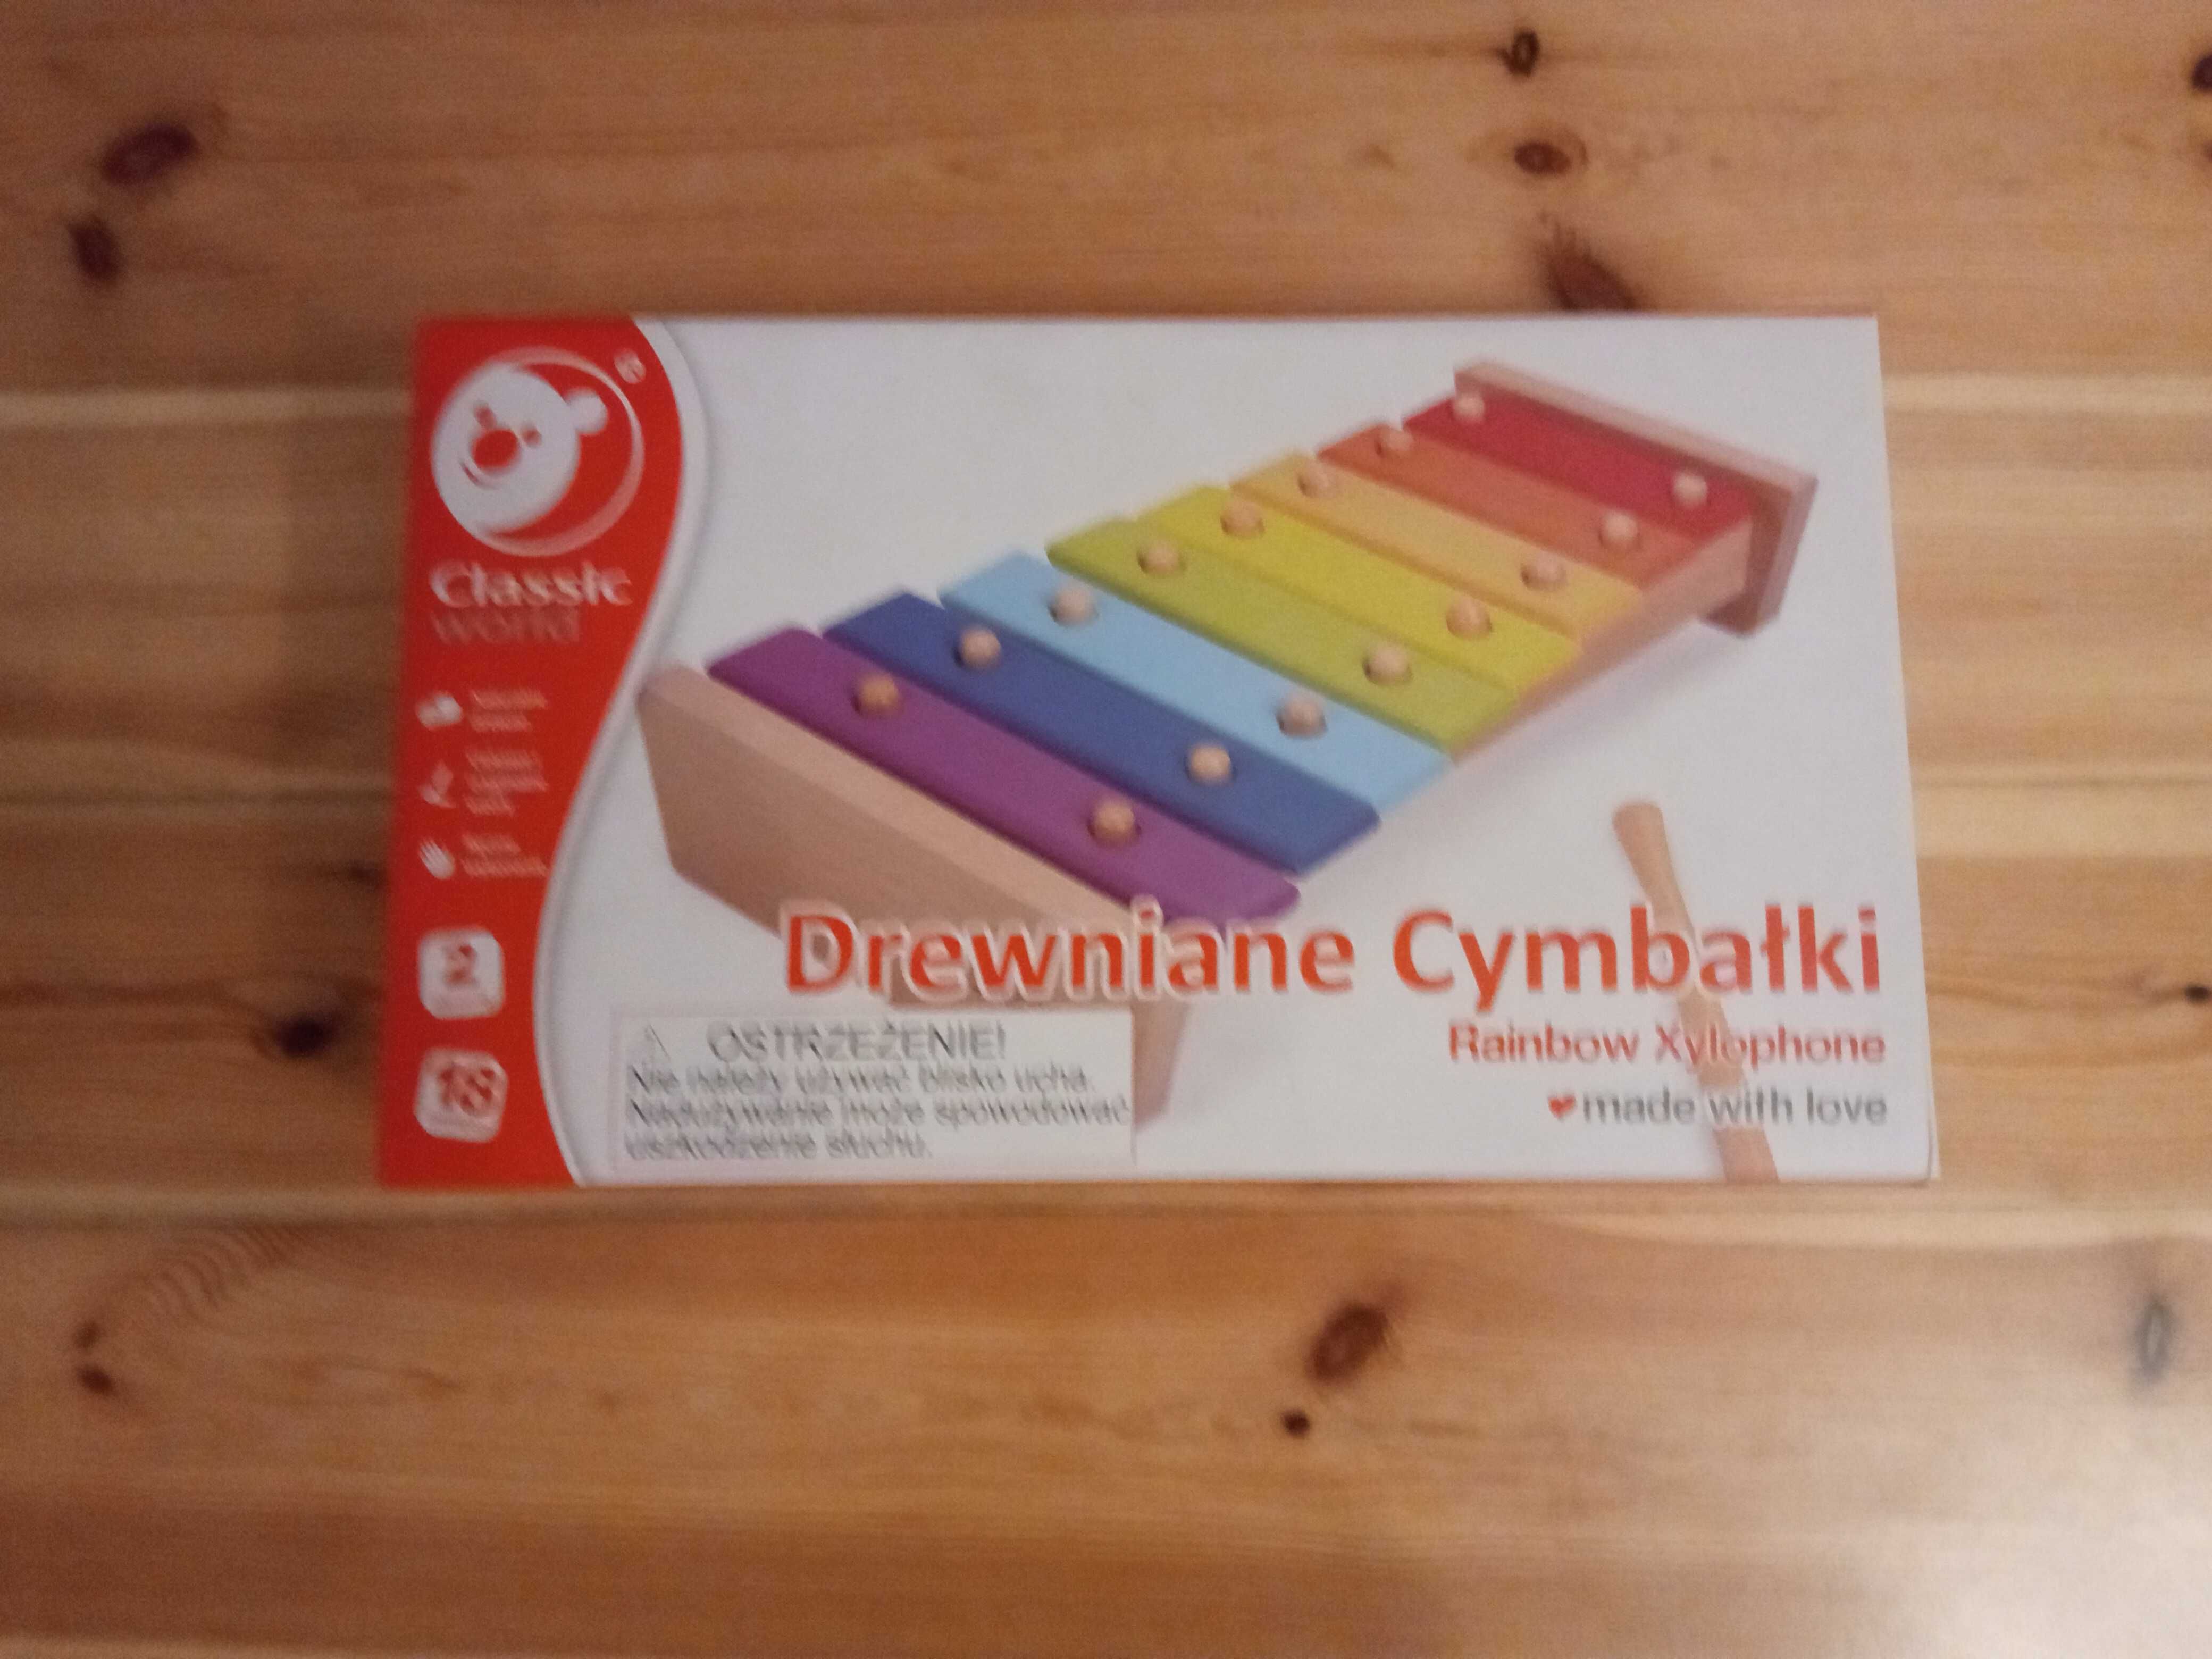 Classic
world
2
18
Drewniane Cymbałki
Rainbow Xylophone
made with love
OSTRZEŻENIE!
Nie należy używać blisko ucha.
Nadużywanie może spowodować
uszkodzenie słuchu.